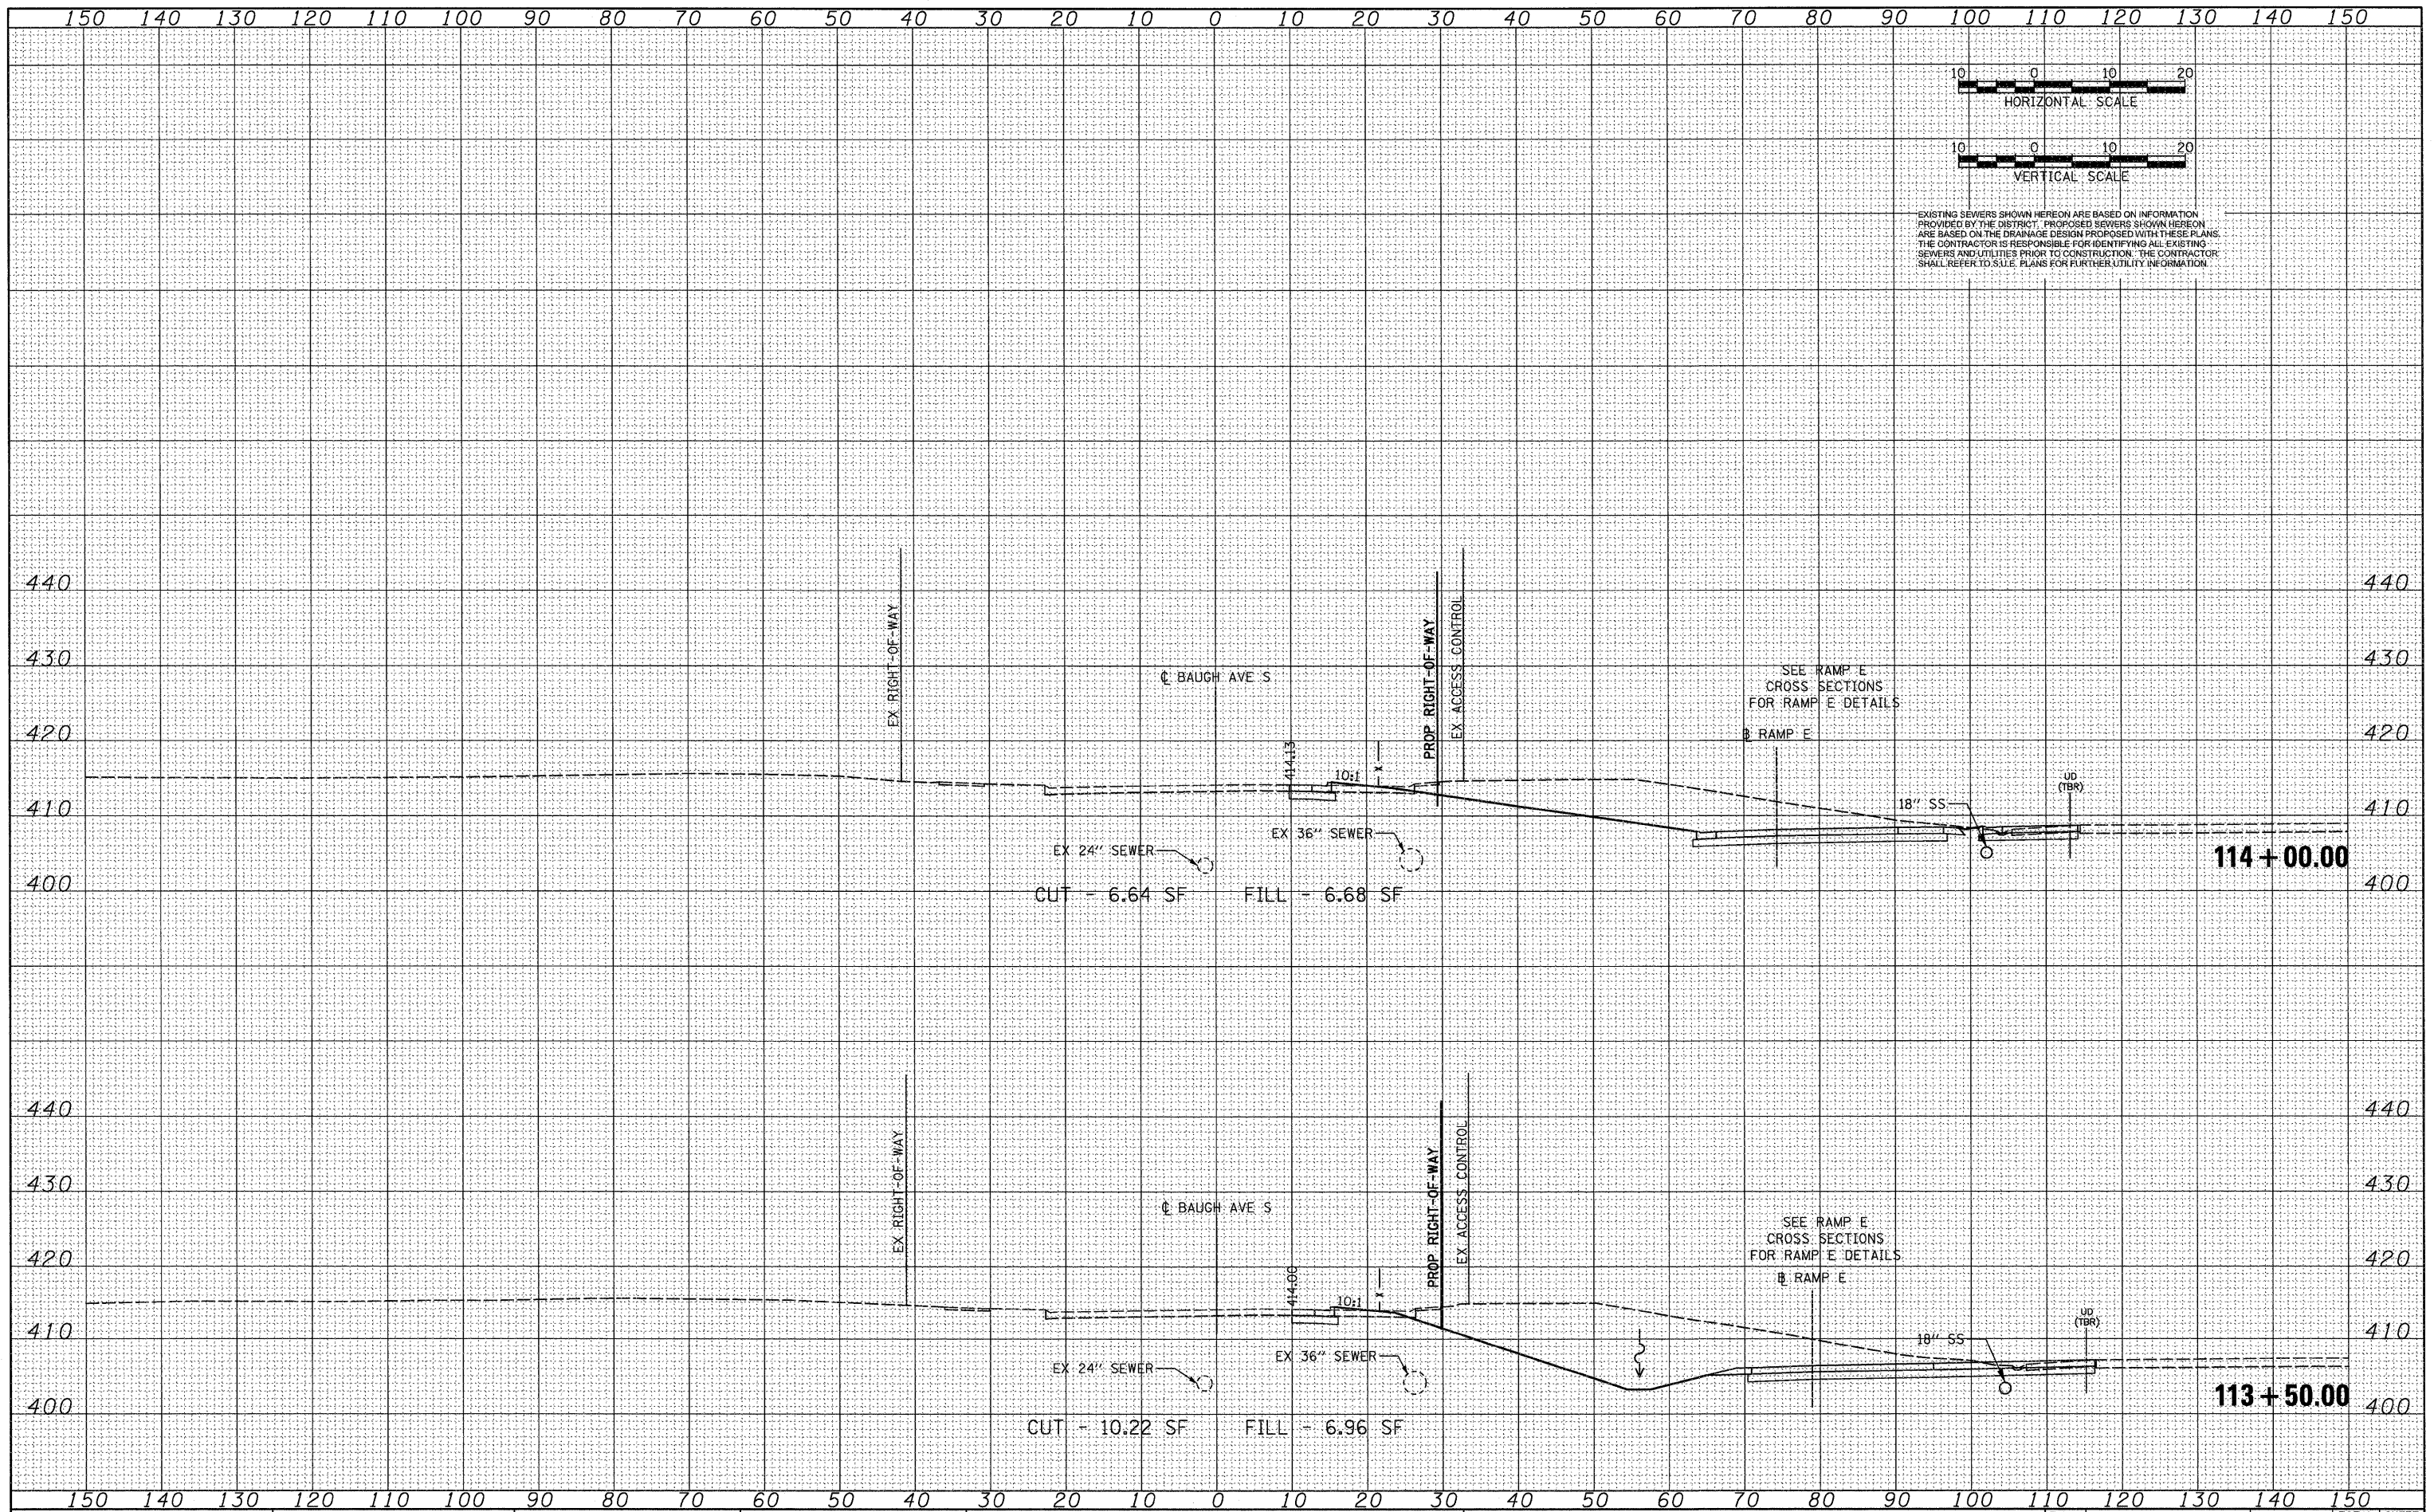 150 140 130 120 110 100 90 80 70 60 50 40 30 20 10 0 10 20 30 40 50 60 70 80 90 100 110 120 130 140 150
10 0 10 20
HORIZONTAL SCALE
10 0 10 20
VERTICAL SCALE
EXISTING SEWERS SHOWN HEREON ARE BASED ON INFORMATION
PROVIDED BY THE DISTRICT. PROPOSED SEWERS SHOWN HEREON
ARE BASED ON THE DRAINAGE DESIGN PROPOSED WITH THESE PLANS.
THE CONTRACTOR IS RESPONSIBLE FOR IDENTIFYING ALL EXISTING
SEWERS AND UTILITIES PRIOR TO CONSTRUCTION. THE CONTRACTOR
SHALL REFER TO S.U.E. PLANS FOR FURTHER UTILITY INFORMATION.
440 440
430 430
420 420
410 410
400 400
EX RIGHT-OF-WAY
℄ BAUGH AVE S
PROP RIGHT-OF-WAY
EX ACCESS CONTROL
SEE RAMP E
CROSS SECTIONS
FOR RAMP E DETAILS
RAMP E
414.13
10:1
X
UD
(TBR)
18" SS
EX 36" SEWER
EX 24" SEWER
114+00.00
CUT - 6.64 SF FILL - 6.68 SF
440 440
430 430
420 420
410 410
400 400
EX RIGHT-OF-WAY
℄ BAUGH AVE S
PROP RIGHT-OF-WAY
EX ACCESS CONTROL
SEE RAMP E
CROSS SECTIONS
FOR RAMP E DETAILS
RAMP E
414.00
10:1
X
UD
(TBR)
18" SS
EX 36" SEWER
EX 24" SEWER
113+50.00
CUT - 10.22 SF FILL - 6.96 SF
150 140 130 120 110 100 90 80 70 60 50 40 30 20 10 0 10 20 30 40 50 60 70 80 90 100 110 120 130 140 150